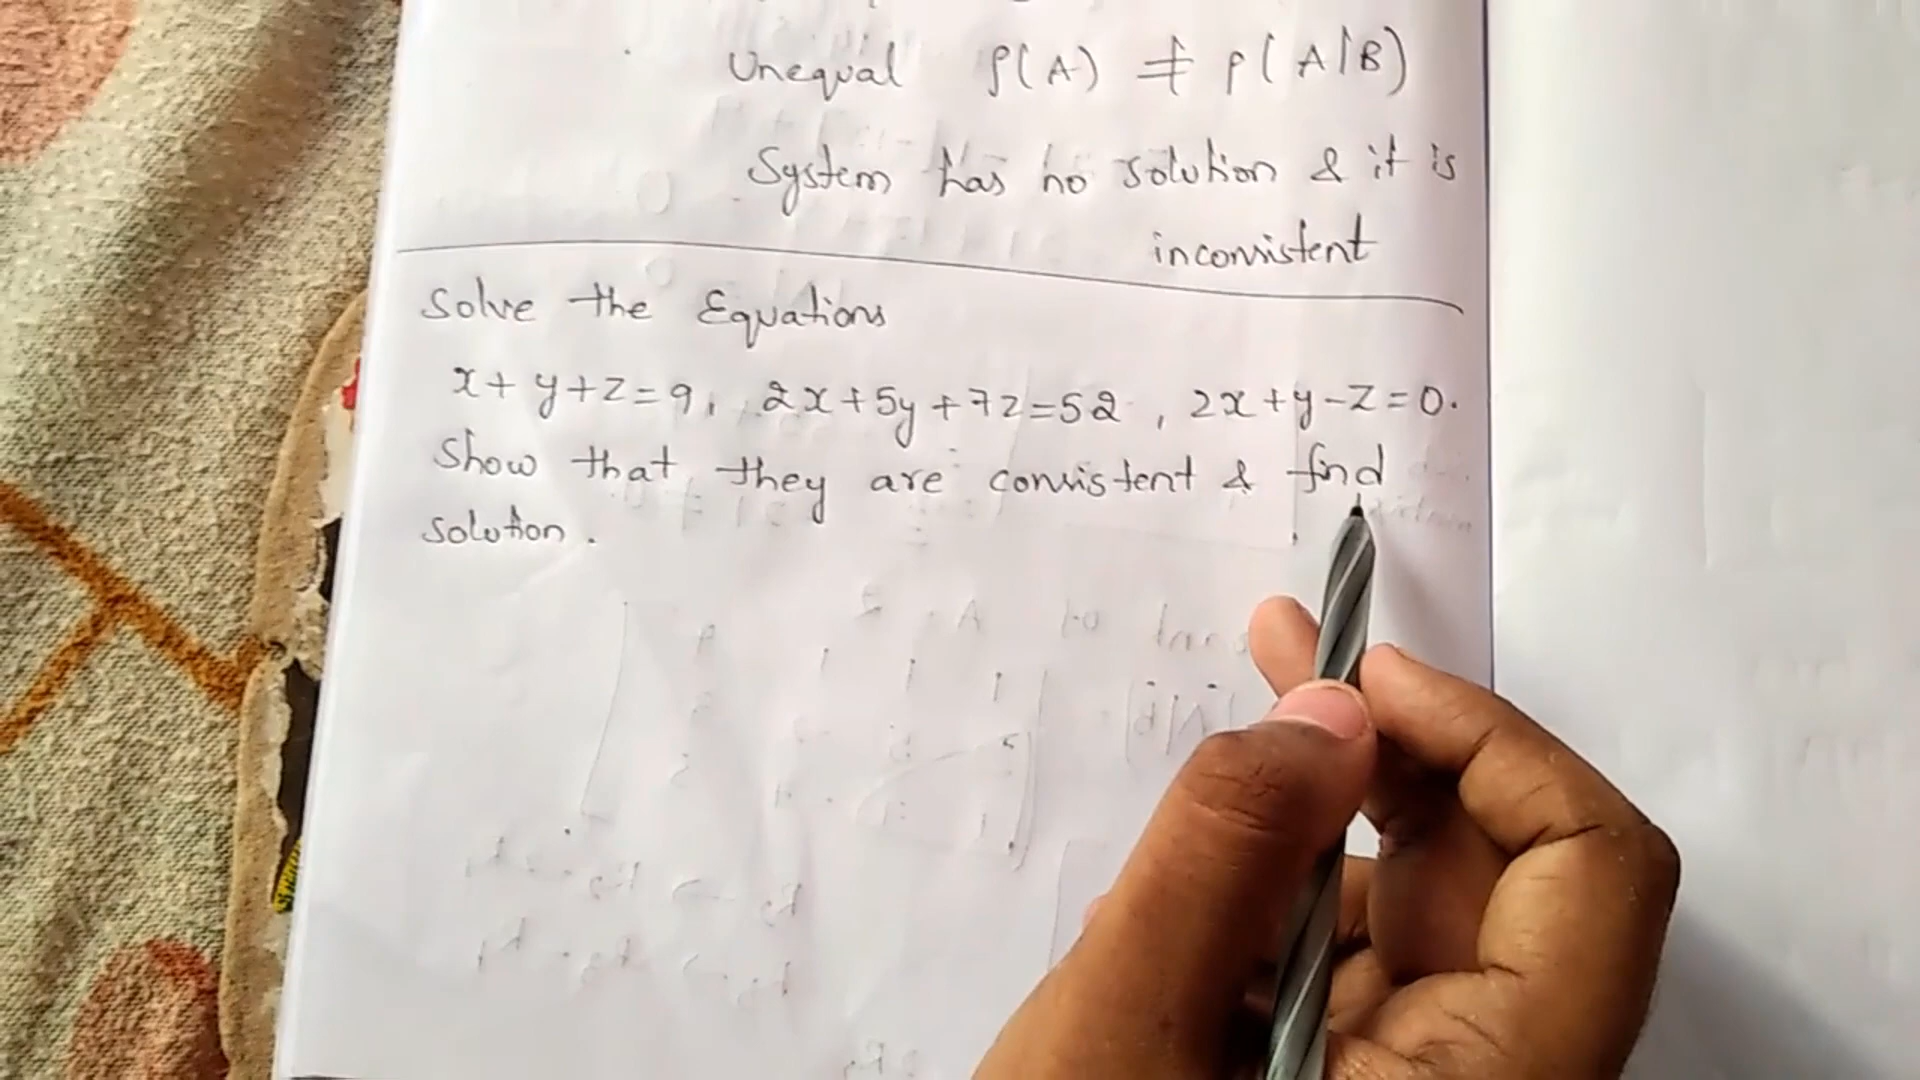 Unequal ρ(A) ≠ ρ(A|B)
System has no solution & it is
inconsistent
Solve the Equations
x+y+z=9, 2x+5y+7z=52, 2x+y-z=0.
Show that they are consistent & find
solution.